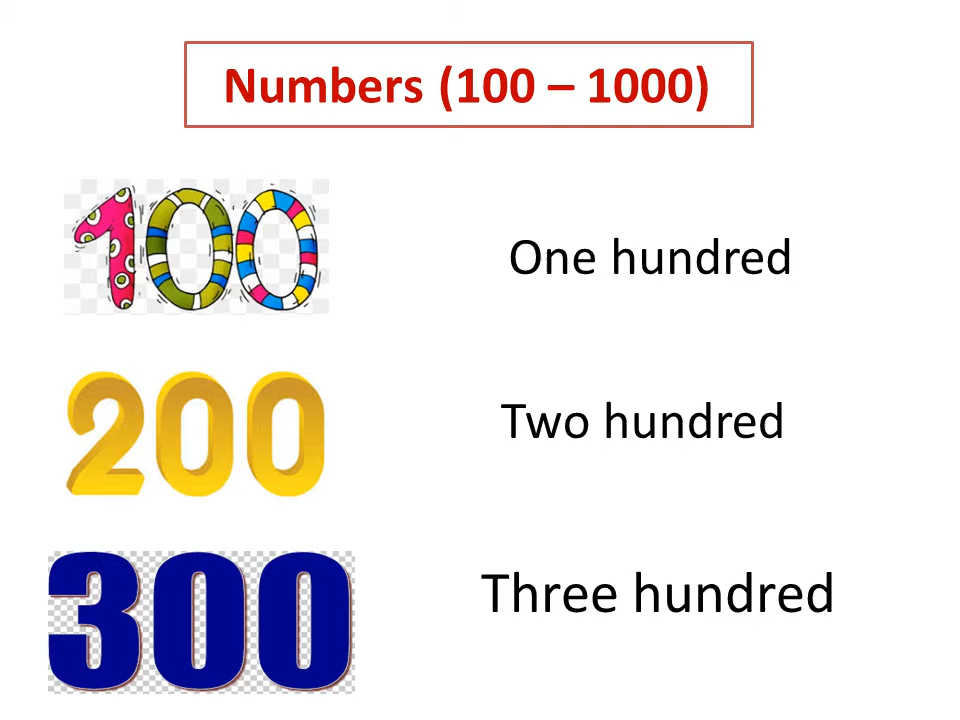 Numbers (100 – 1000)
100
One hundred
200
Two hundred
300
Three hundred